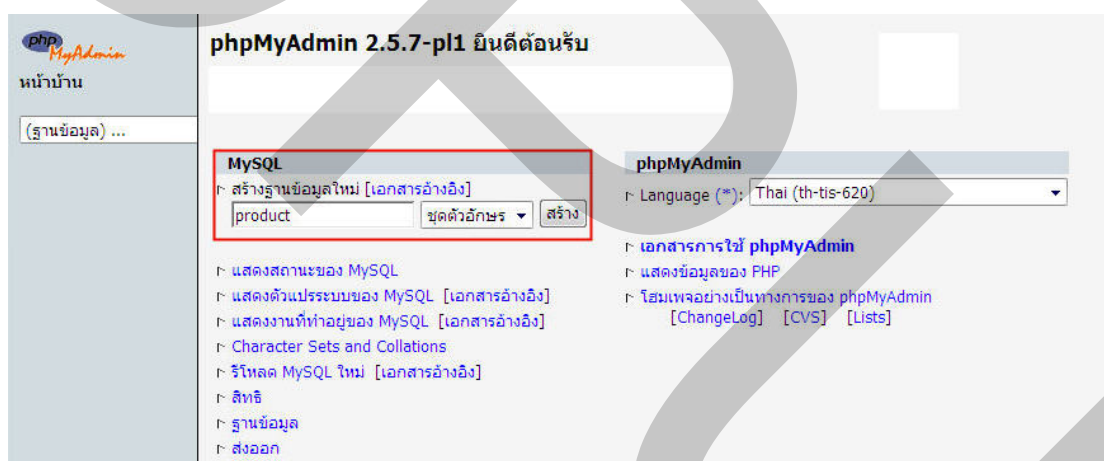 php
MyAdmin
หน้าบ้าน
(ฐานข้อมูล) ...
phpMyAdmin 2.5.7-pl1 ยินดีต้อนรับ
MySQL
สร้างฐานข้อมูลใหม่ [เอกสารอ้างอิง]
product ชุดตัวอักษร สร้าง
แสดงสถานะของ MySQL
แสดงตัวแปรระบบของ MySQL [เอกสารอ้างอิง]
แสดงงานที่ทำอยู่ของ MySQL [เอกสารอ้างอิง]
Character Sets and Collations
รีโหลด MySQL ใหม่ [เอกสารอ้างอิง]
สิทธิ
ฐานข้อมูล
ส่งออก
phpMyAdmin
Language (*): Thai (th-tis-620)
เอกสารการใช้ phpMyAdmin
แสดงข้อมูลของ PHP
โฮมเพจอย่างเป็นทางการของ phpMyAdmin
[ChangeLog] [CVS] [Lists]